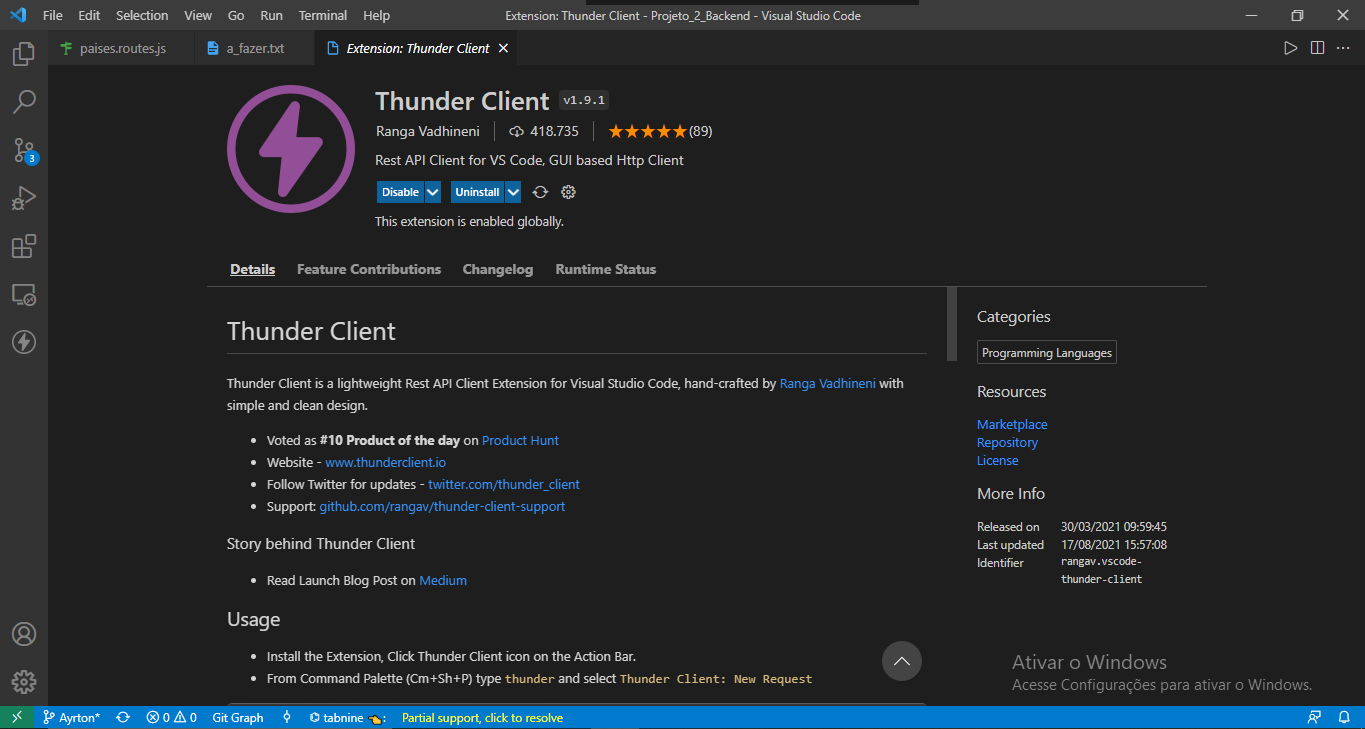 File Edit Selection View Go Run Terminal Help Extension: Thunder Client - Projeto_2_Backend - Visual Studio Code
paises.routes.js a_fazer.txt Extension: Thunder Client
Thunder Client v1.9.1
Ranga Vadhineni 418.735 (89)
Rest API Client for VS Code, GUI based Http Client
Disable Uninstall
This extension is enabled globally.
3
Details Feature Contributions Changelog Runtime Status
Thunder Client
Thunder Client is a lightweight Rest API Client Extension for Visual Studio Code, hand-crafted by Ranga Vadhineni with
simple and clean design.
• Voted as #10 Product of the day on Product Hunt
• Website - www.thunderclient.io
• Follow Twitter for updates - twitter.com/thunder_client
• Support: github.com/rangav/thunder-client-support
Story behind Thunder Client
• Read Launch Blog Post on Medium
Usage
• Install the Extension, Click Thunder Client icon on the Action Bar.
• From Command Palette (Cm+Sh+P) type thunder and select Thunder Client: New Request
Categories
Programming Languages
Resources
Marketplace
Repository
License
More Info
Released on 30/03/2021 09:59:45
Last updated 17/08/2021 15:57:08
Identifier rangav.vscode-
thunder-client
Ativar o Windows
Acesse Configurações para ativar o Windows.
Ayrton* 0 0 Git Graph tabnine : Partial support, click to resolve